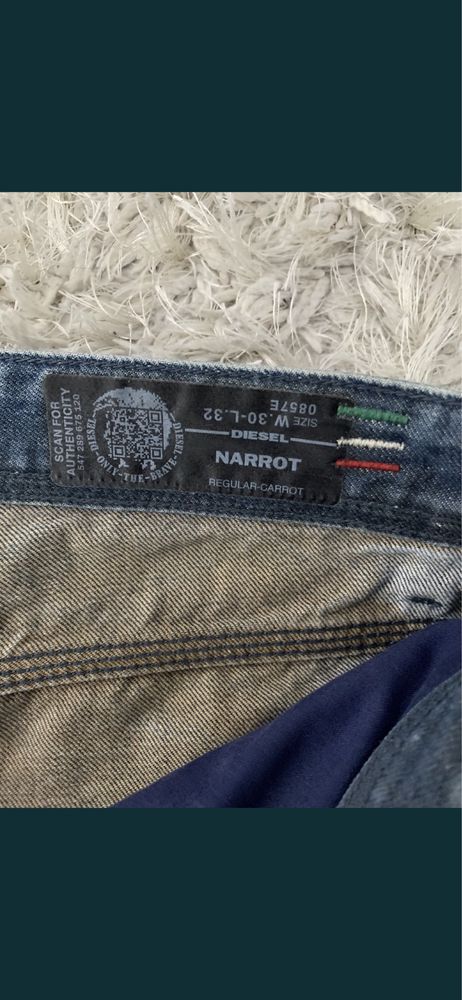 SCAN FOR
AUTHENTICITY
547 289 675 120
DIESEL · DIESEL
ONLY-THE-BRAVE
SIZE
W.30-L.32
0857E
DIESEL
NARROT
REGULAR-CARROT